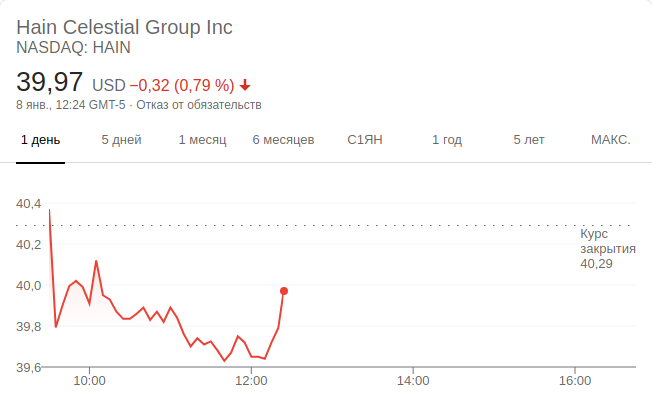 Hain Celestial Group Inc
NASDAQ: HAIN
39,97 USD −0,32 (0,79 %)
8 янв., 12:24 GMT-5 · Отказ от обязательств
1 день 5 дней 1 месяц 6 месяцев С1ЯН 1 год 5 лет МАКС.
40,4
40,2
40,0
39,8
39,6
Курс
закрытия
40,29
10:00 12:00 14:00 16:00